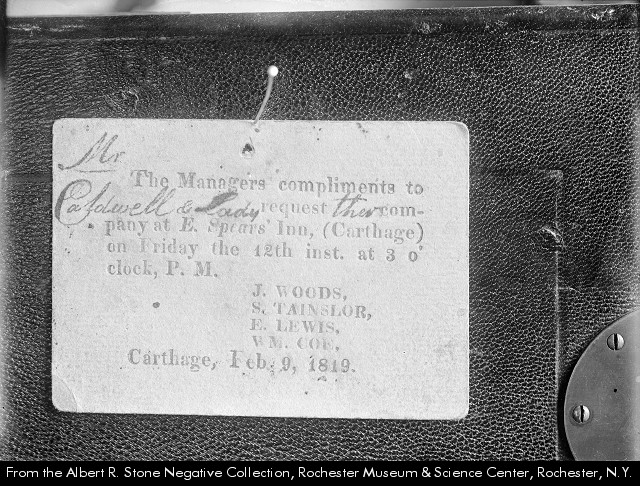 Mr
The Managers compliments to
Caldwell & Lady request ther com-
pany at E. Spears' Inn, (Carthage)
on Friday the 12th inst. at 3 o'
clock, P. M.
J. WOODS,
S. TAINSLOR,
E. LEWIS,
WM. COE.
Carthage, Feb. 9, 1819.
From the Albert R. Stone Negative Collection, Rochester Museum & Science Center, Rochester, N.Y.